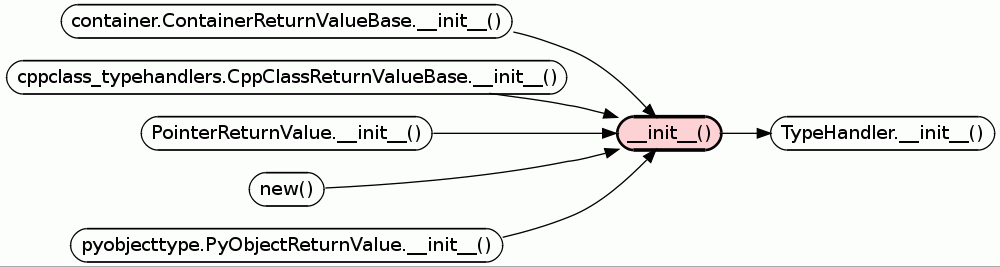 container.ContainerReturnValueBase.__init__()
cppclass_typehandlers.CppClassReturnValueBase.__init__()
PointerReturnValue.__init__()
__init__()
TypeHandler.__init__()
new()
pyobjecttype.PyObjectReturnValue.__init__()